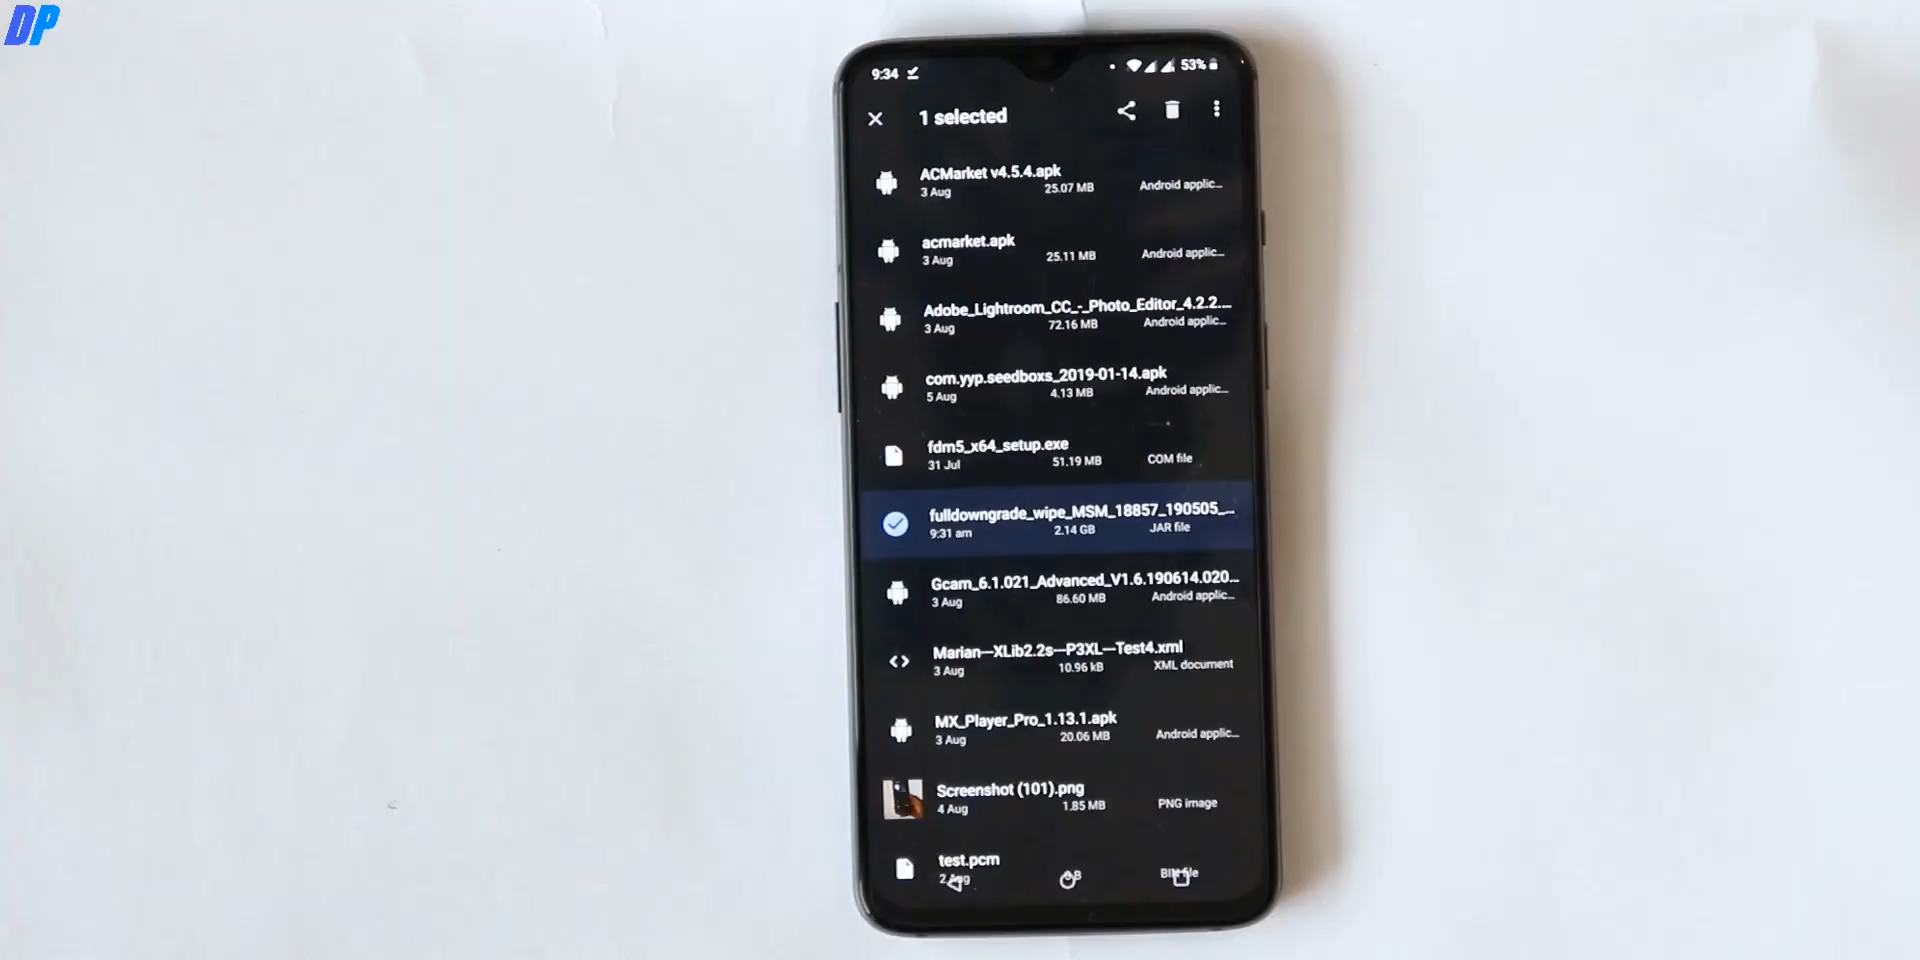 DP
9:34
53%
1 selected
ACMarket v4.5.4.apk
3 Aug 25.07 MB Android applic...
acmarket.apk
3 Aug 25.11 MB Android applic...
Adobe_Lightroom_CC_-_Photo_Editor_4.2.2....
3 Aug 72.16 MB Android applic...
com.yyp.seedboxs_2019-01-14.apk
5 Aug 4.13 MB Android applic...
fdm5_x64_setup.exe
31 Jul 51.19 MB COM file
fulldowngrade_wipe_MSM_18857_190505_...
9:31 am 2.14 GB JAR file
Gcam_6.1.021_Advanced_V1.6.190614.020...
3 Aug 86.60 MB Android applic...
Marian—XLib2.2s—P3XL—Test4.xml
3 Aug 10.96 kB XML document
MX_Player_Pro_1.13.1.apk
3 Aug 20.06 MB Android applic...
Screenshot (101).png
4 Aug 1.85 MB PNG image
test.pcm
2 Aug BIN file